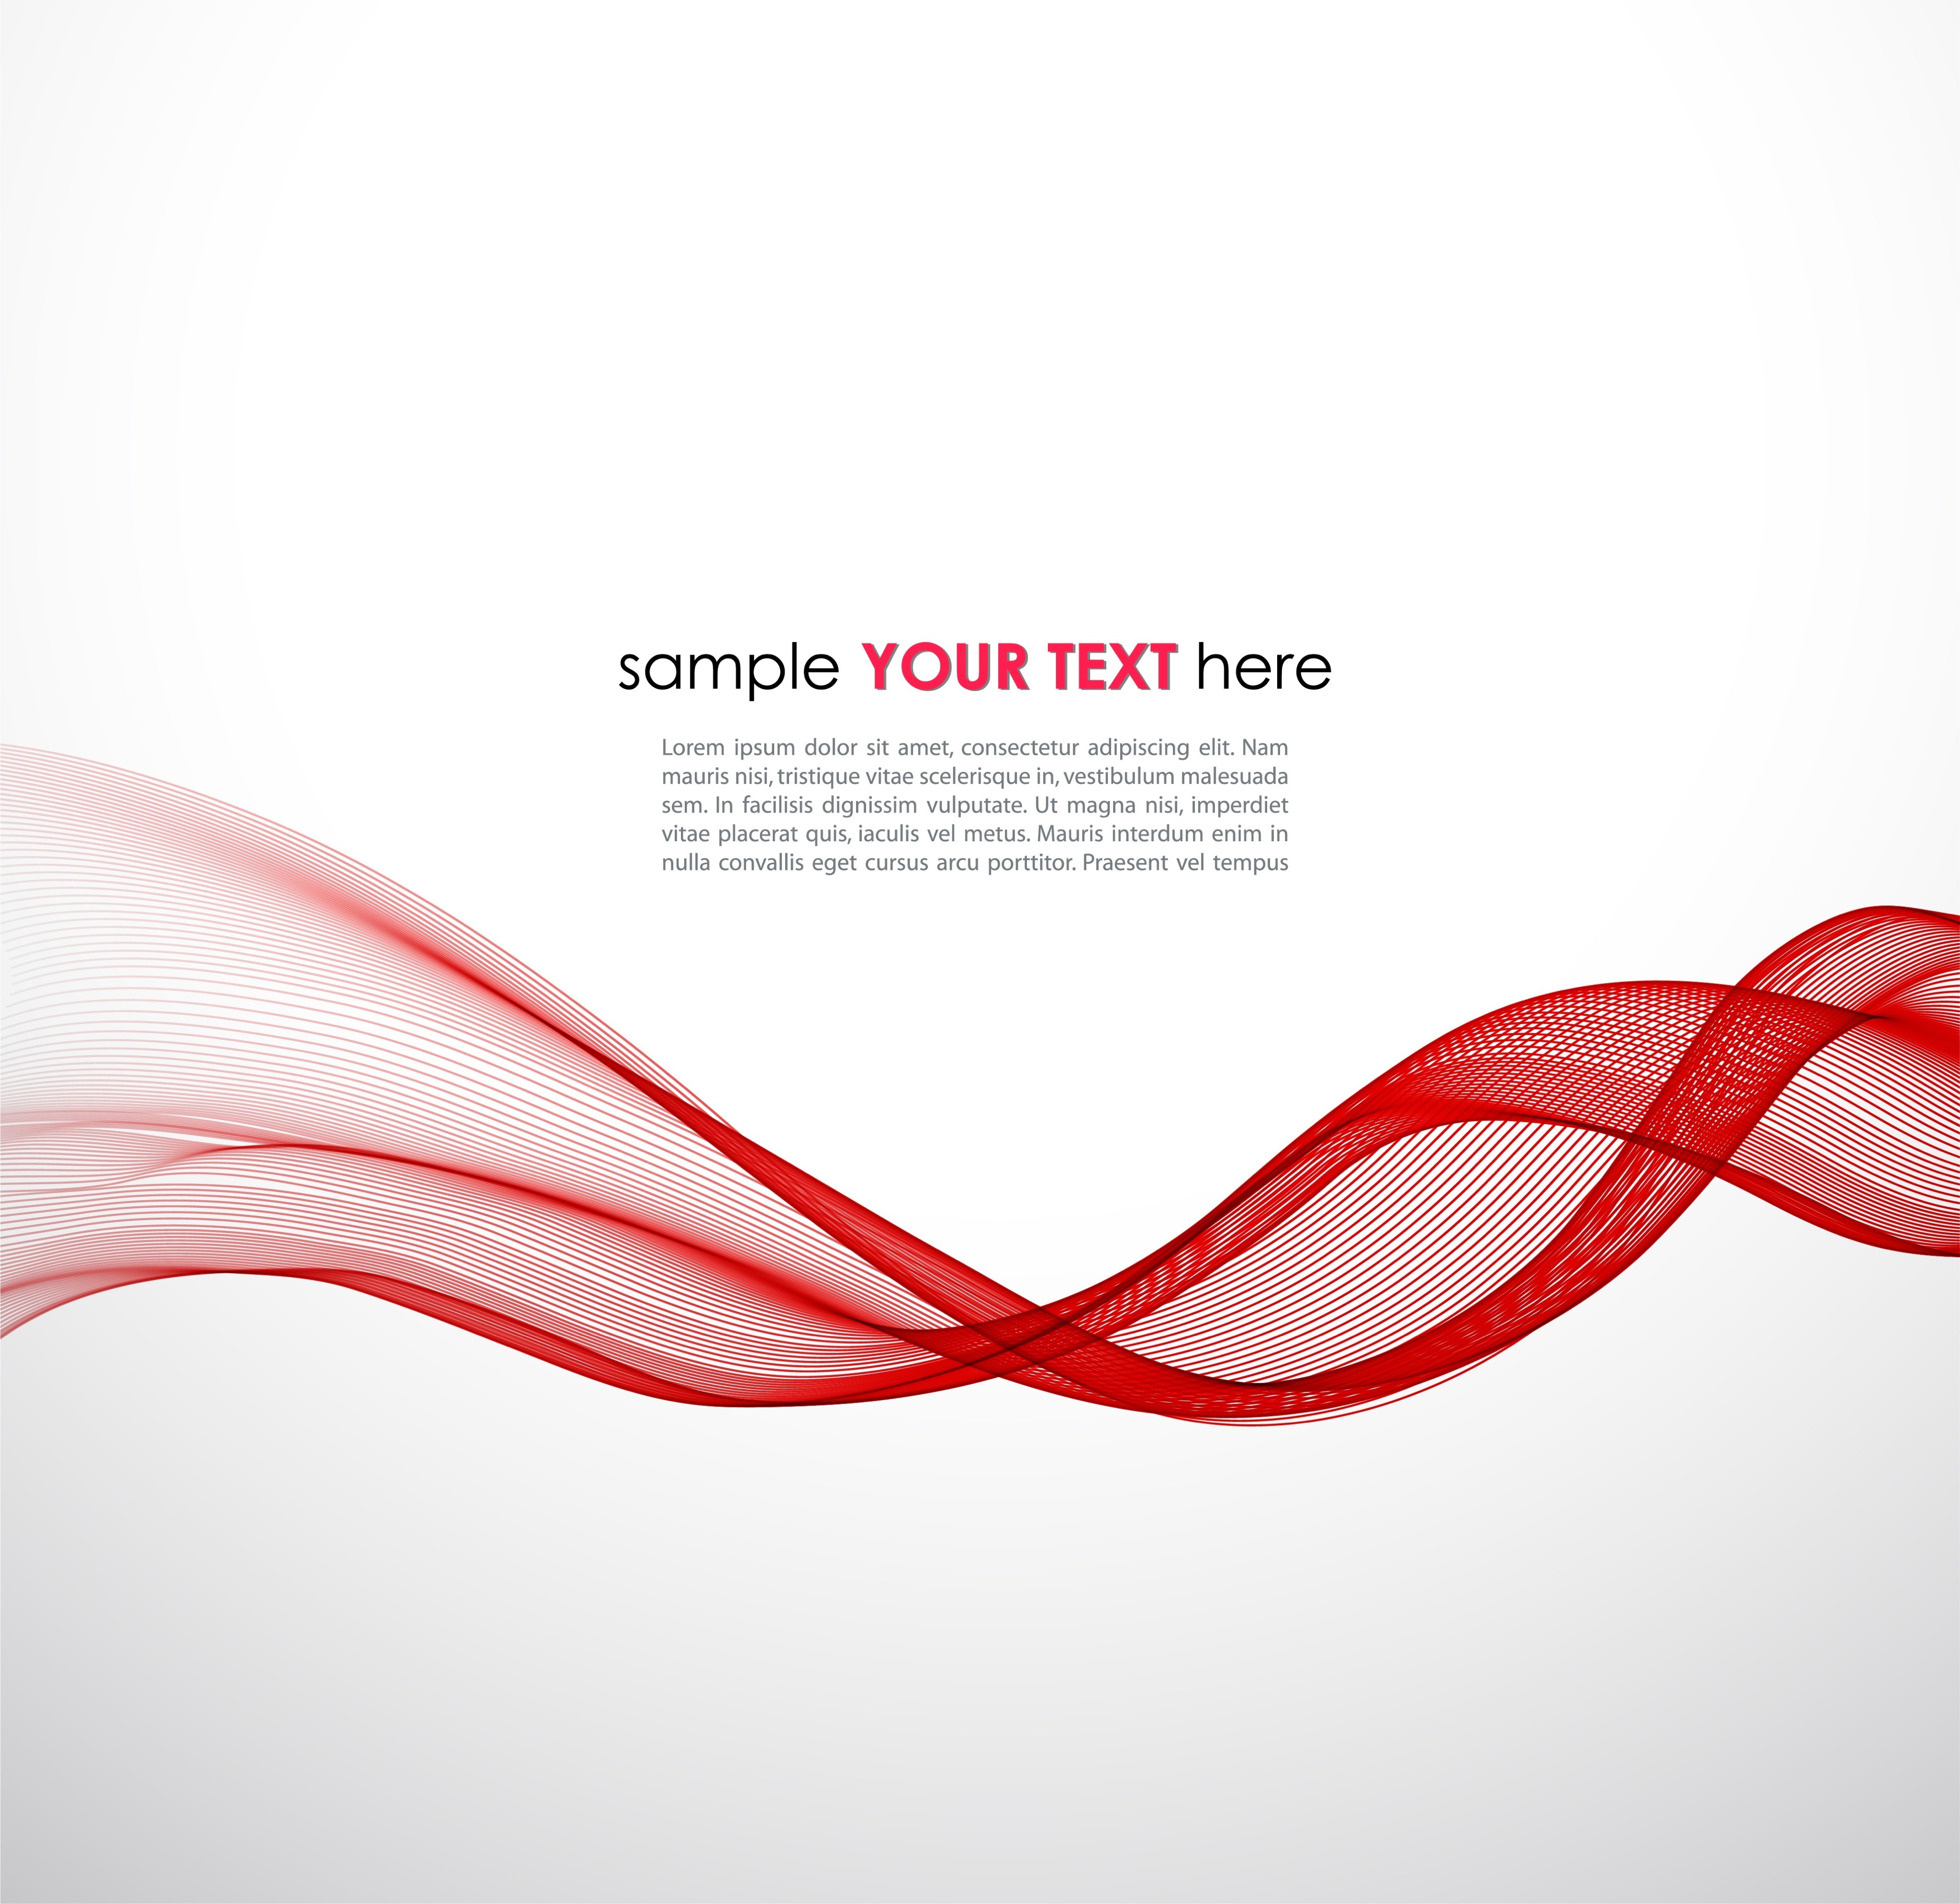 sample YOUR TEXT here
Lorem ipsum dolor sit amet, consectetur adipiscing elit. Nam
mauris nisi, tristique vitae scelerisque in, vestibulum malesuada
sem. In facilisis dignissim vulputate. Ut magna nisi, imperdiet
vitae placerat quis, iaculis vel metus. Mauris interdum enim in
nulla convallis eget cursus arcu porttitor. Praesent vel tempus